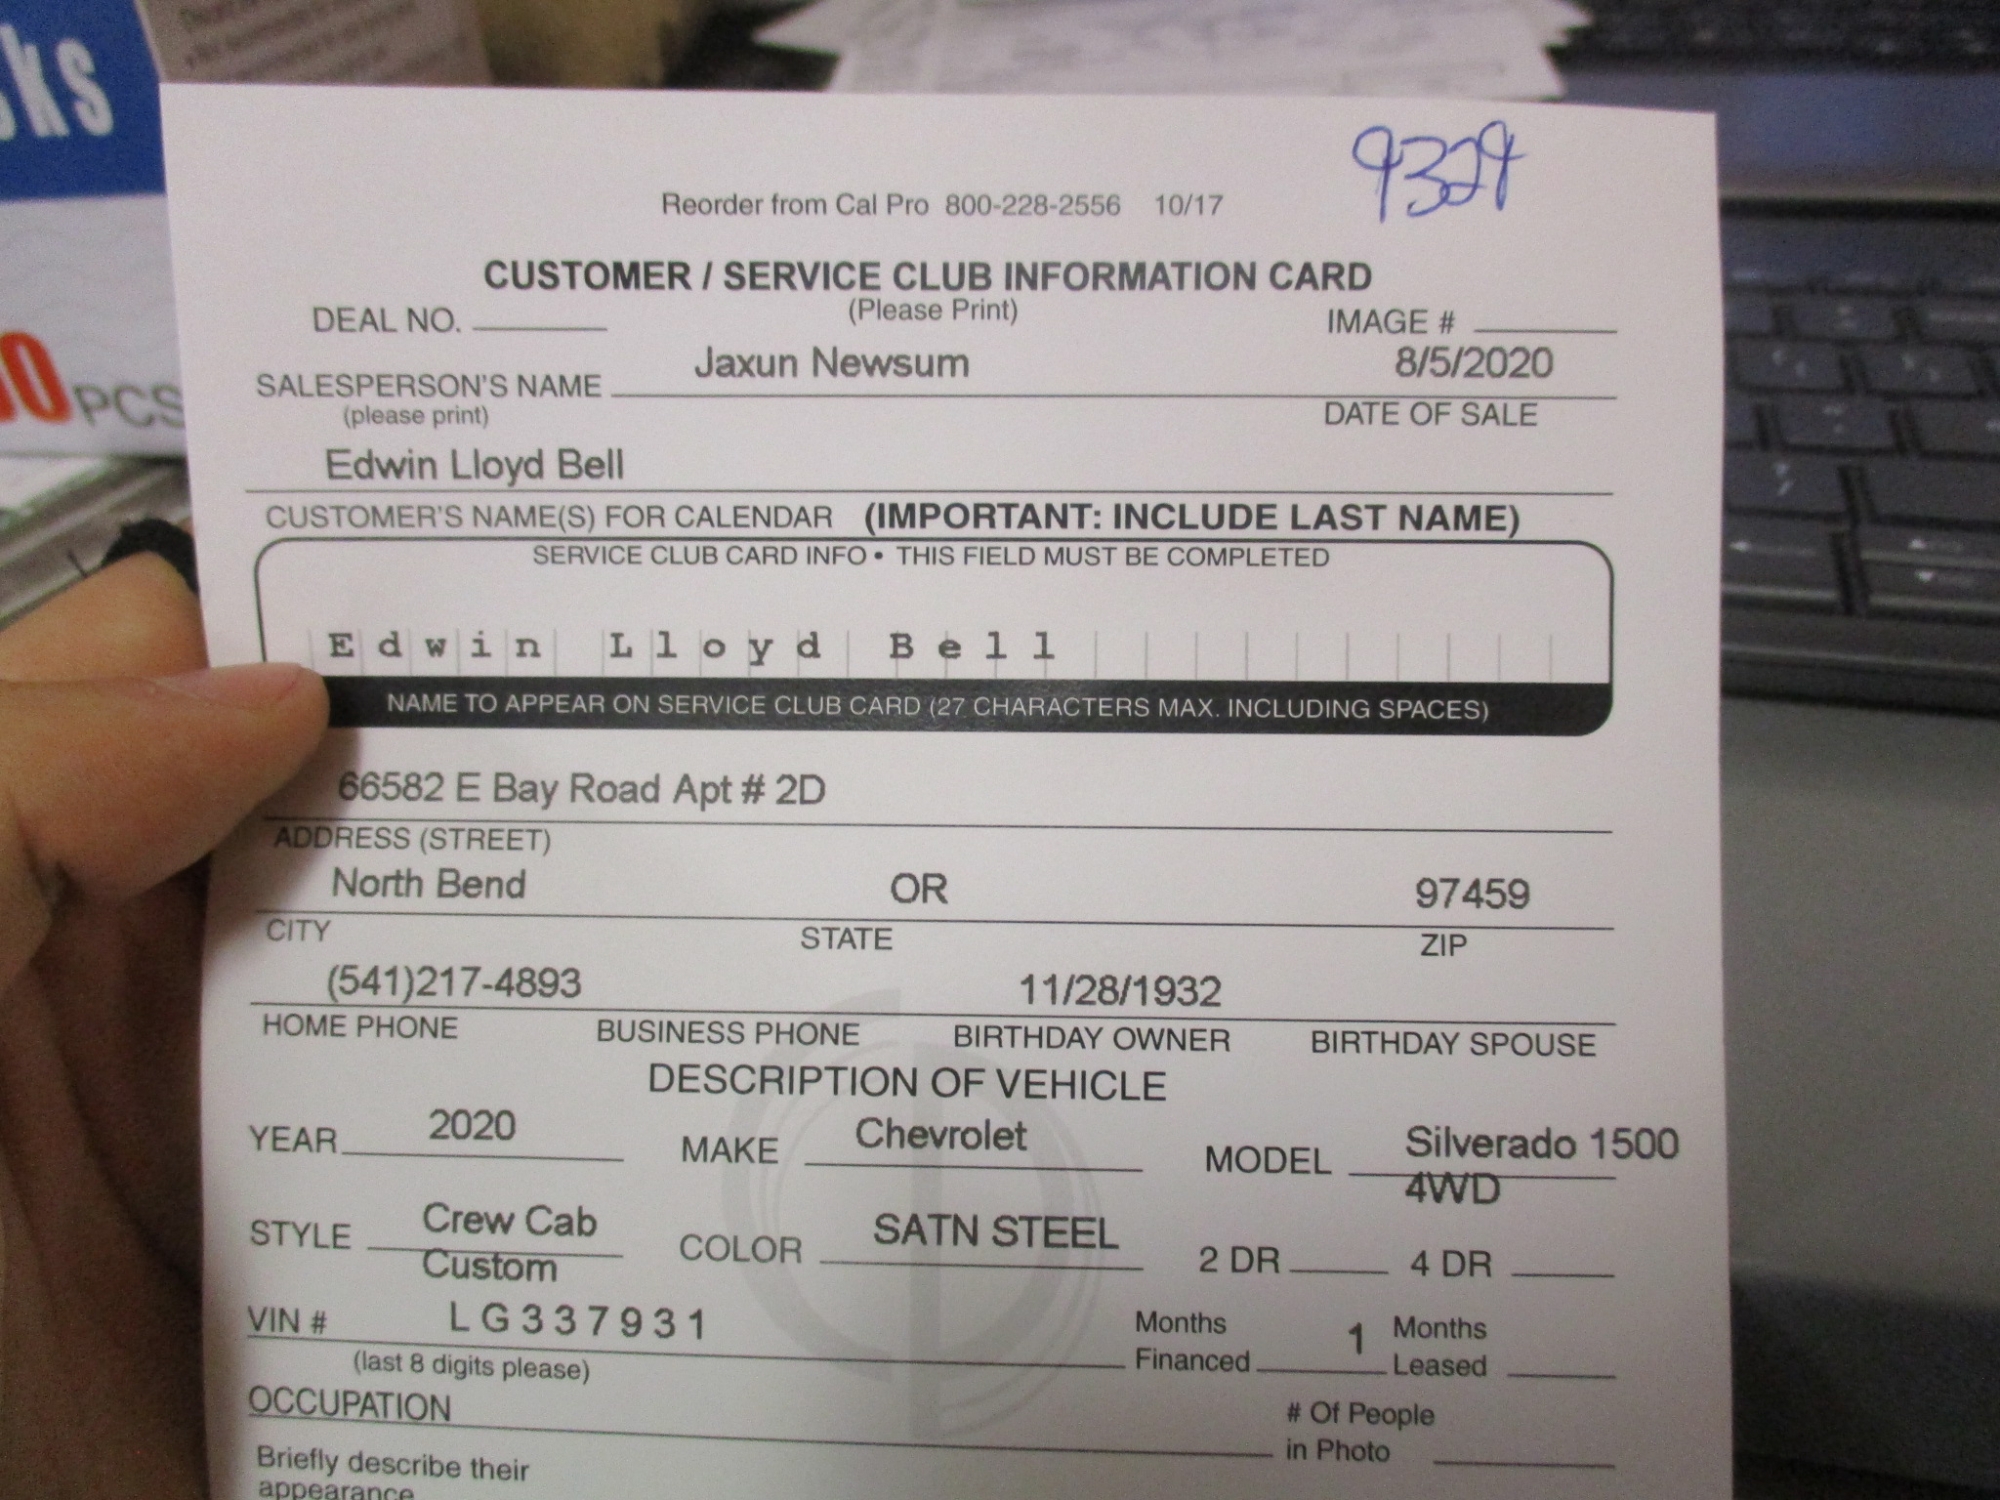 cks
PCS
9329
Reorder from Cal Pro 800-228-2556 10/17
CUSTOMER / SERVICE CLUB INFORMATION CARD
(Please Print)
DEAL NO.
IMAGE #
Jaxun Newsum
8/5/2020
SALESPERSON'S NAME
(please print)
DATE OF SALE
Edwin Lloyd Bell
CUSTOMER'S NAME(S) FOR CALENDAR (IMPORTANT: INCLUDE LAST NAME)
SERVICE CLUB CARD INFO • THIS FIELD MUST BE COMPLETED
Edwin Lloyd Bell
NAME TO APPEAR ON SERVICE CLUB CARD (27 CHARACTERS MAX. INCLUDING SPACES)
66582 E Bay Road Apt # 2D
ADDRESS (STREET)
North Bend OR 97459
CITY STATE ZIP
(541)217-4893 11/28/1932
HOME PHONE BUSINESS PHONE BIRTHDAY OWNER BIRTHDAY SPOUSE
DESCRIPTION OF VEHICLE
YEAR 2020 MAKE Chevrolet MODEL Silverado 1500
4WD
STYLE Crew Cab COLOR SATN STEEL 2 DR 4 DR
Custom
VIN # LG337931
(last 8 digits please)
Months
Financed 1
Months
Leased
OCCUPATION
# Of People
in Photo
Briefly describe their
appearance